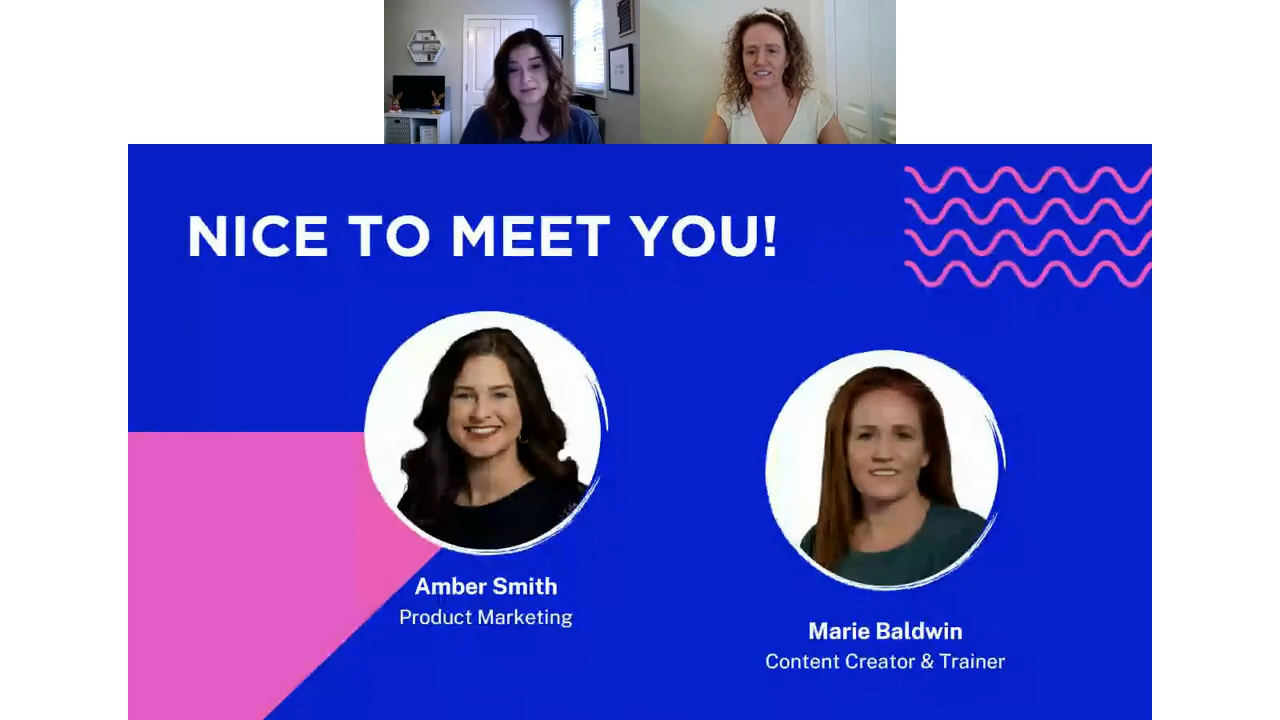 NICE TO MEET YOU!
Amber Smith
Product Marketing
Marie Baldwin
Content Creator & Trainer